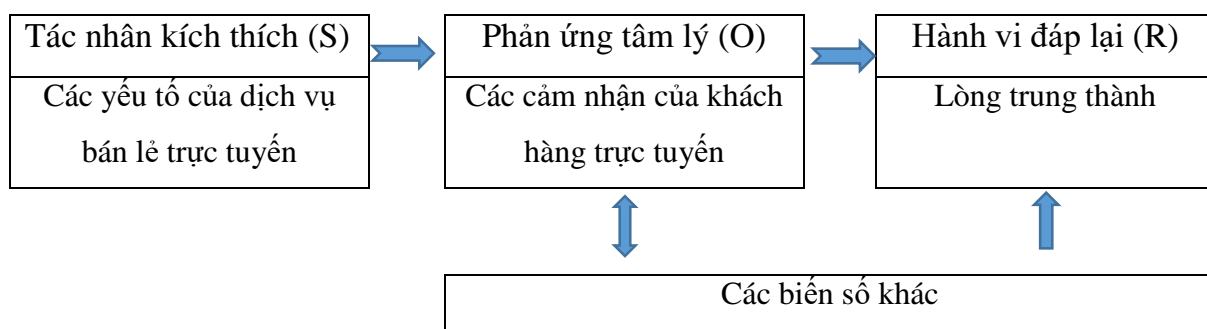 Tác nhân kích thích (S)
Các yếu tố của dịch vụ
bán lẻ trực tuyến
Phản ứng tâm lý (O)
Các cảm nhận của khách
hàng trực tuyến
Hành vi đáp lại (R)
Lòng trung thành
Các biến số khác